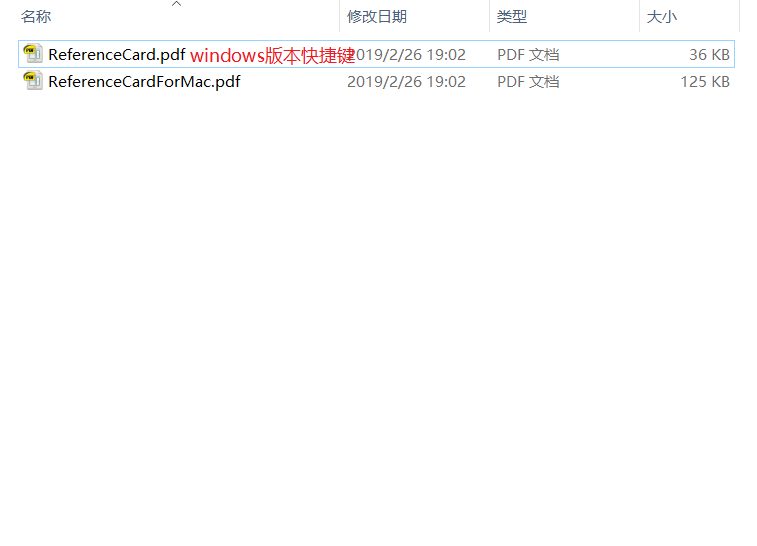 名称 修改日期 类型 大小
ReferenceCard.pdf windows版本快捷键 2019/2/26 19:02 PDF 文档 36 KB
ReferenceCardForMac.pdf 2019/2/26 19:02 PDF 文档 125 KB